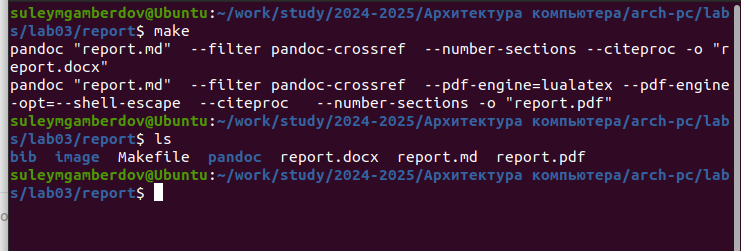 suleymgamberdov@Ubuntu:~/work/study/2024-2025/Архитектура компьютера/arch-pc/lab
s/lab03/report$ make
pandoc "report.md"  --filter pandoc-crossref  --number-sections --citeproc -o "r
eport.docx"
pandoc "report.md"  --filter pandoc-crossref  --pdf-engine=lualatex --pdf-engine
-opt=--shell-escape  --citeproc   --number-sections -o "report.pdf"
suleymgamberdov@Ubuntu:~/work/study/2024-2025/Архитектура компьютера/arch-pc/lab
s/lab03/report$ ls
bib  image  Makefile  pandoc  report.docx  report.md  report.pdf
suleymgamberdov@Ubuntu:~/work/study/2024-2025/Архитектура компьютера/arch-pc/lab
s/lab03/report$